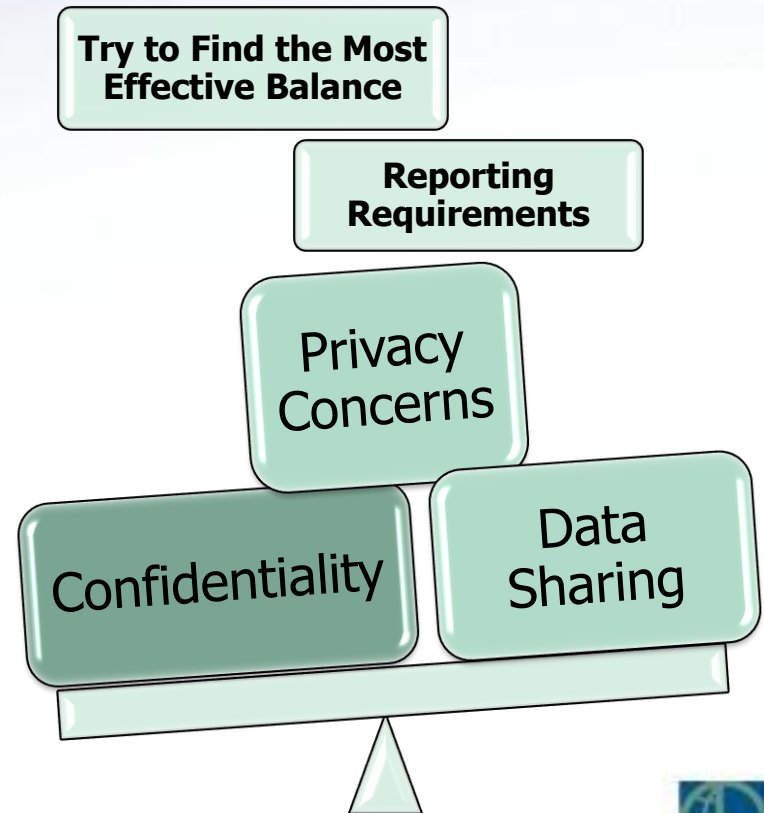 Try to Find the Most
Effective Balance
Reporting
Requirements
Privacy
Concerns
Confidentiality
Data
Sharing